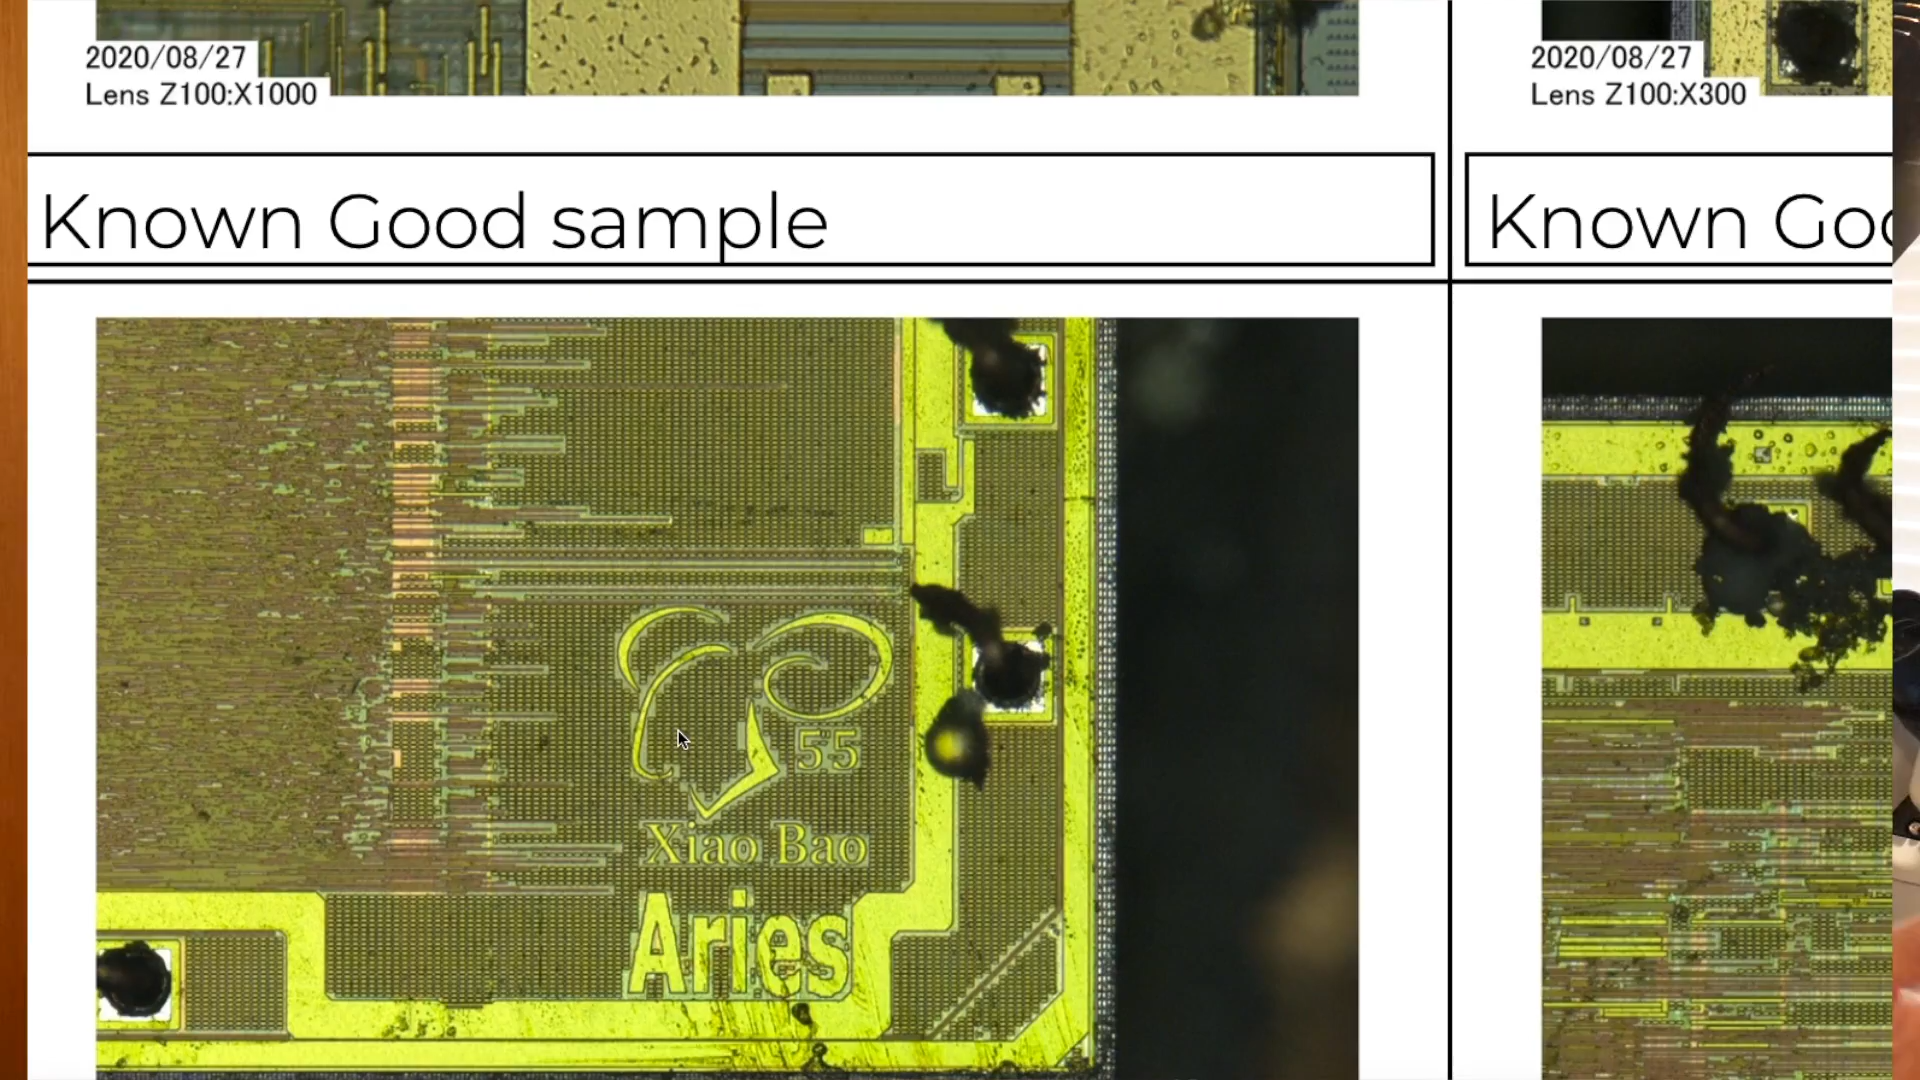 2020/08/27
Lens Z100:X1000
2020/08/27
Lens Z100:X300
Known Good sample
Known Goo
55
Xiao Bao
Aries